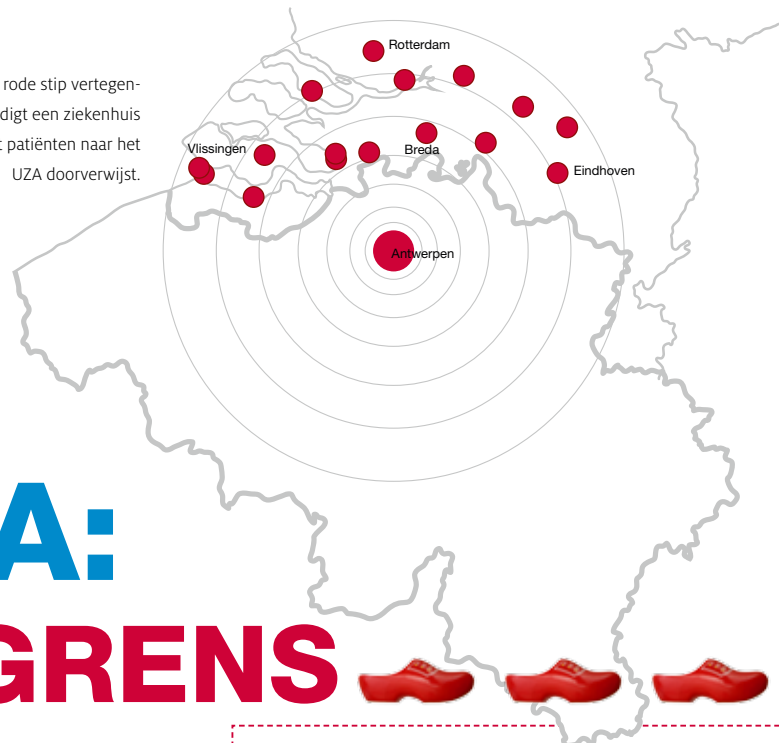 rode stip vertegen-
digt een ziekenhuis
t patiënten naar het
UZA doorverwijst.
Rotterdam
Vlissingen
Breda
Eindhoven
Antwerpen
A:
GRENS